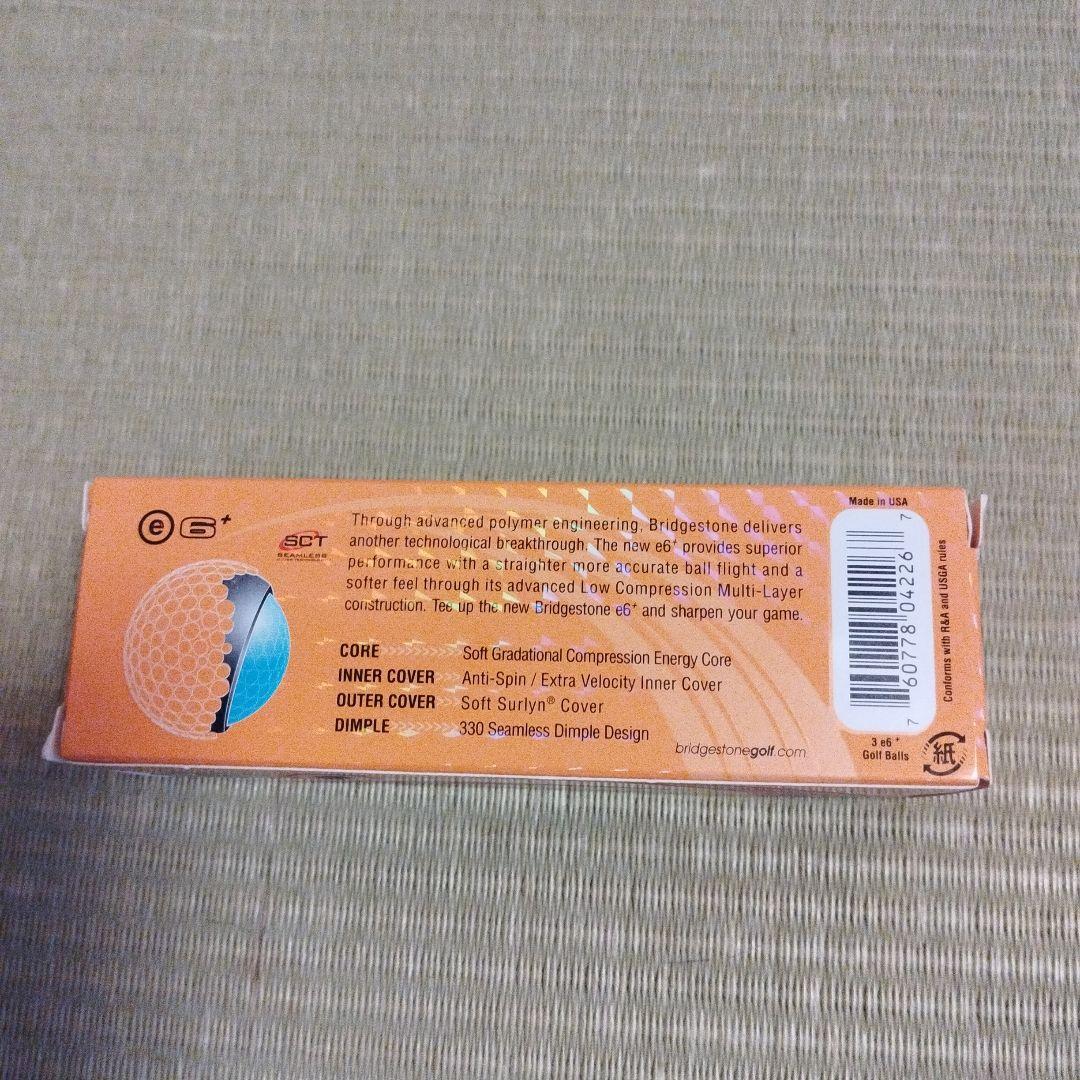 e 6+
SCT
SEAMLESS
Through advanced polymer engineering, Bridgestone delivers
another technological breakthrough. The new e6+ provides superior
performance with a straighter more accurate ball flight and a
softer feel through its advanced Low Compression Multi-Layer
construction. Tee up the new Bridgestone e6+ and sharpen your game.
CORE Soft Gradational Compression Energy Core
INNER COVER Anti-Spin / Extra Velocity Inner Cover
OUTER COVER Soft Surlyn® Cover
DIMPLE 330 Seamless Dimple Design
bridgestonegolf.com
Made in USA
7 60778 04226 7
Conforms with R&A and USGA rules
3 e6 +
Golf Balls
紙